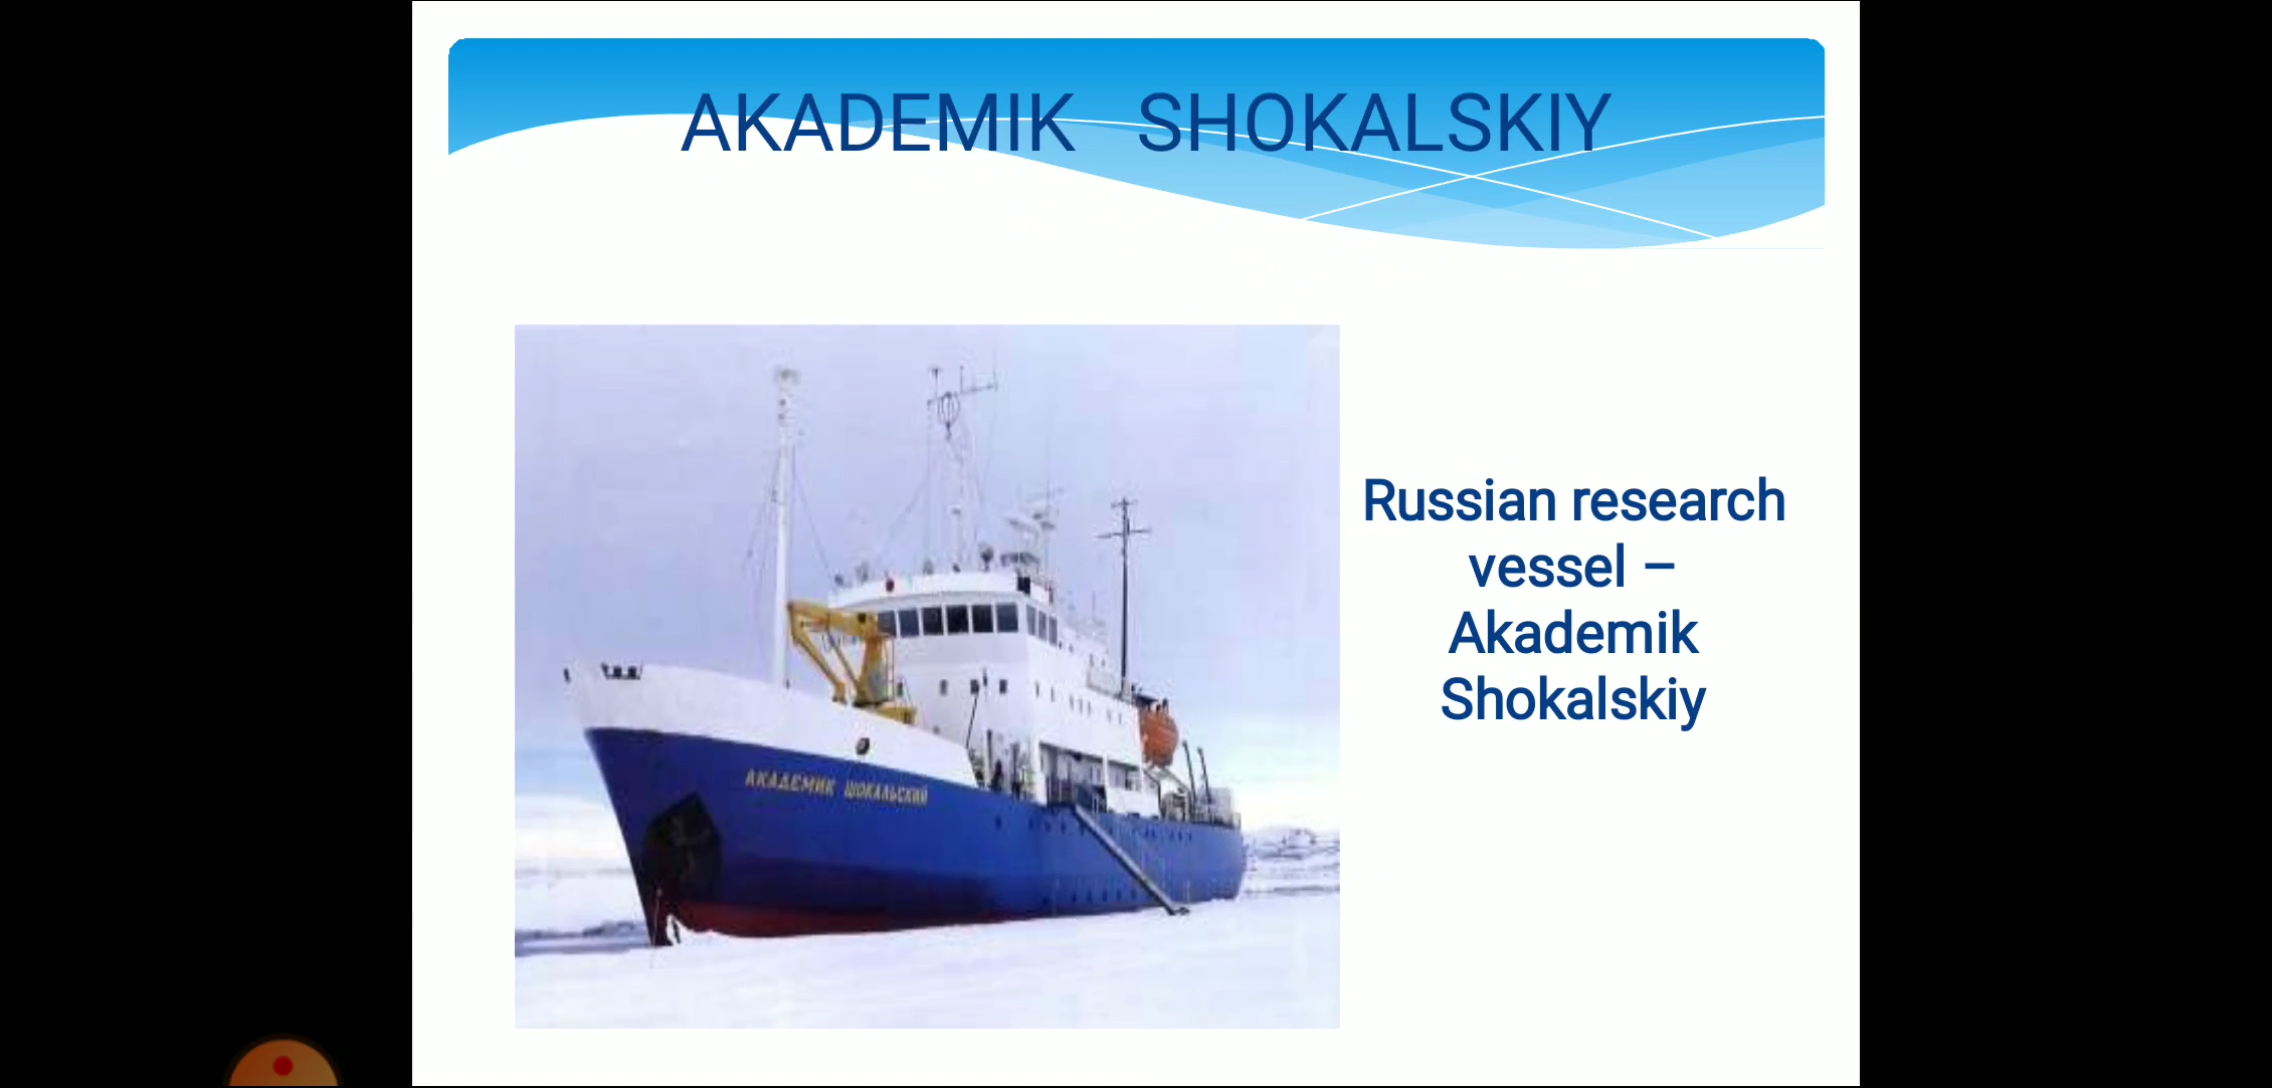 AKADEMIK SHOKALSKIY
Russian research
vessel –
Akademik
Shokalskiy
АКАДЕМИК ШОКАЛЬСКИЙ